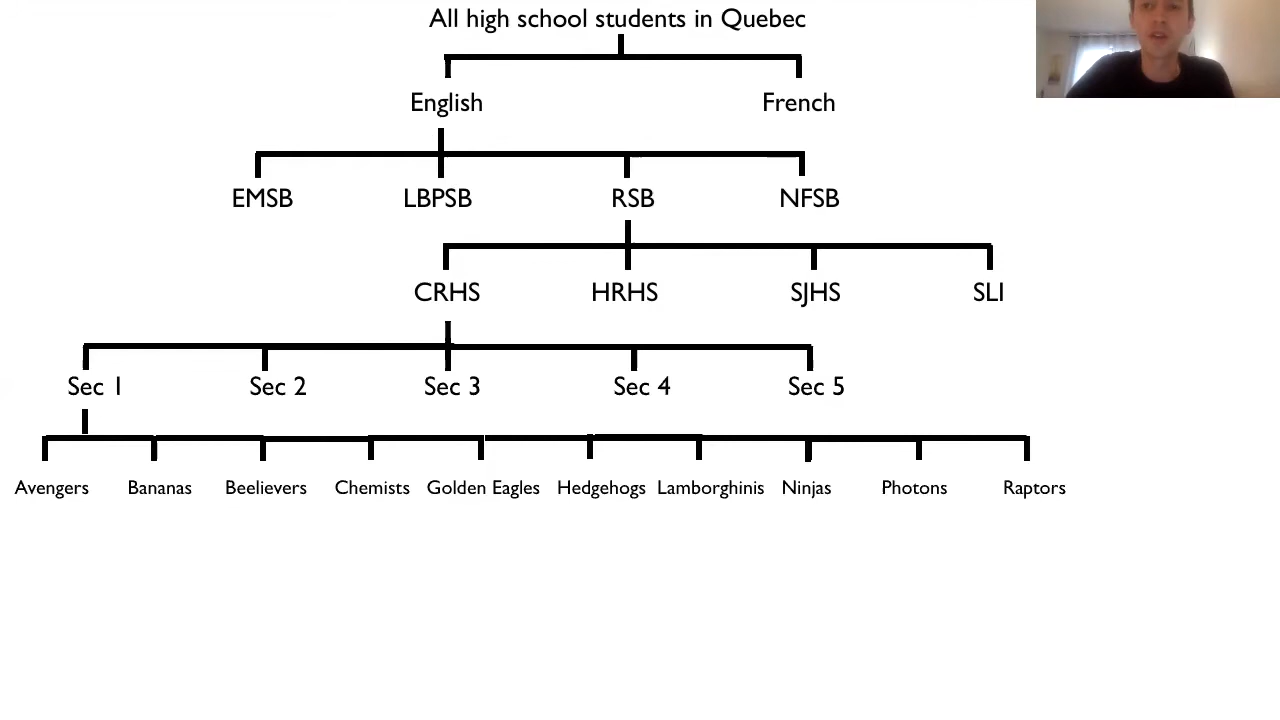 All high school students in Quebec
English French
EMSB LBPSB RSB NFSB
CRHS HRHS SJHS SLI
Sec 1 Sec 2 Sec 3 Sec 4 Sec 5
Avengers Bananas Beelievers Chemists Golden Eagles Hedgehogs Lamborghinis Ninjas Photons Raptors